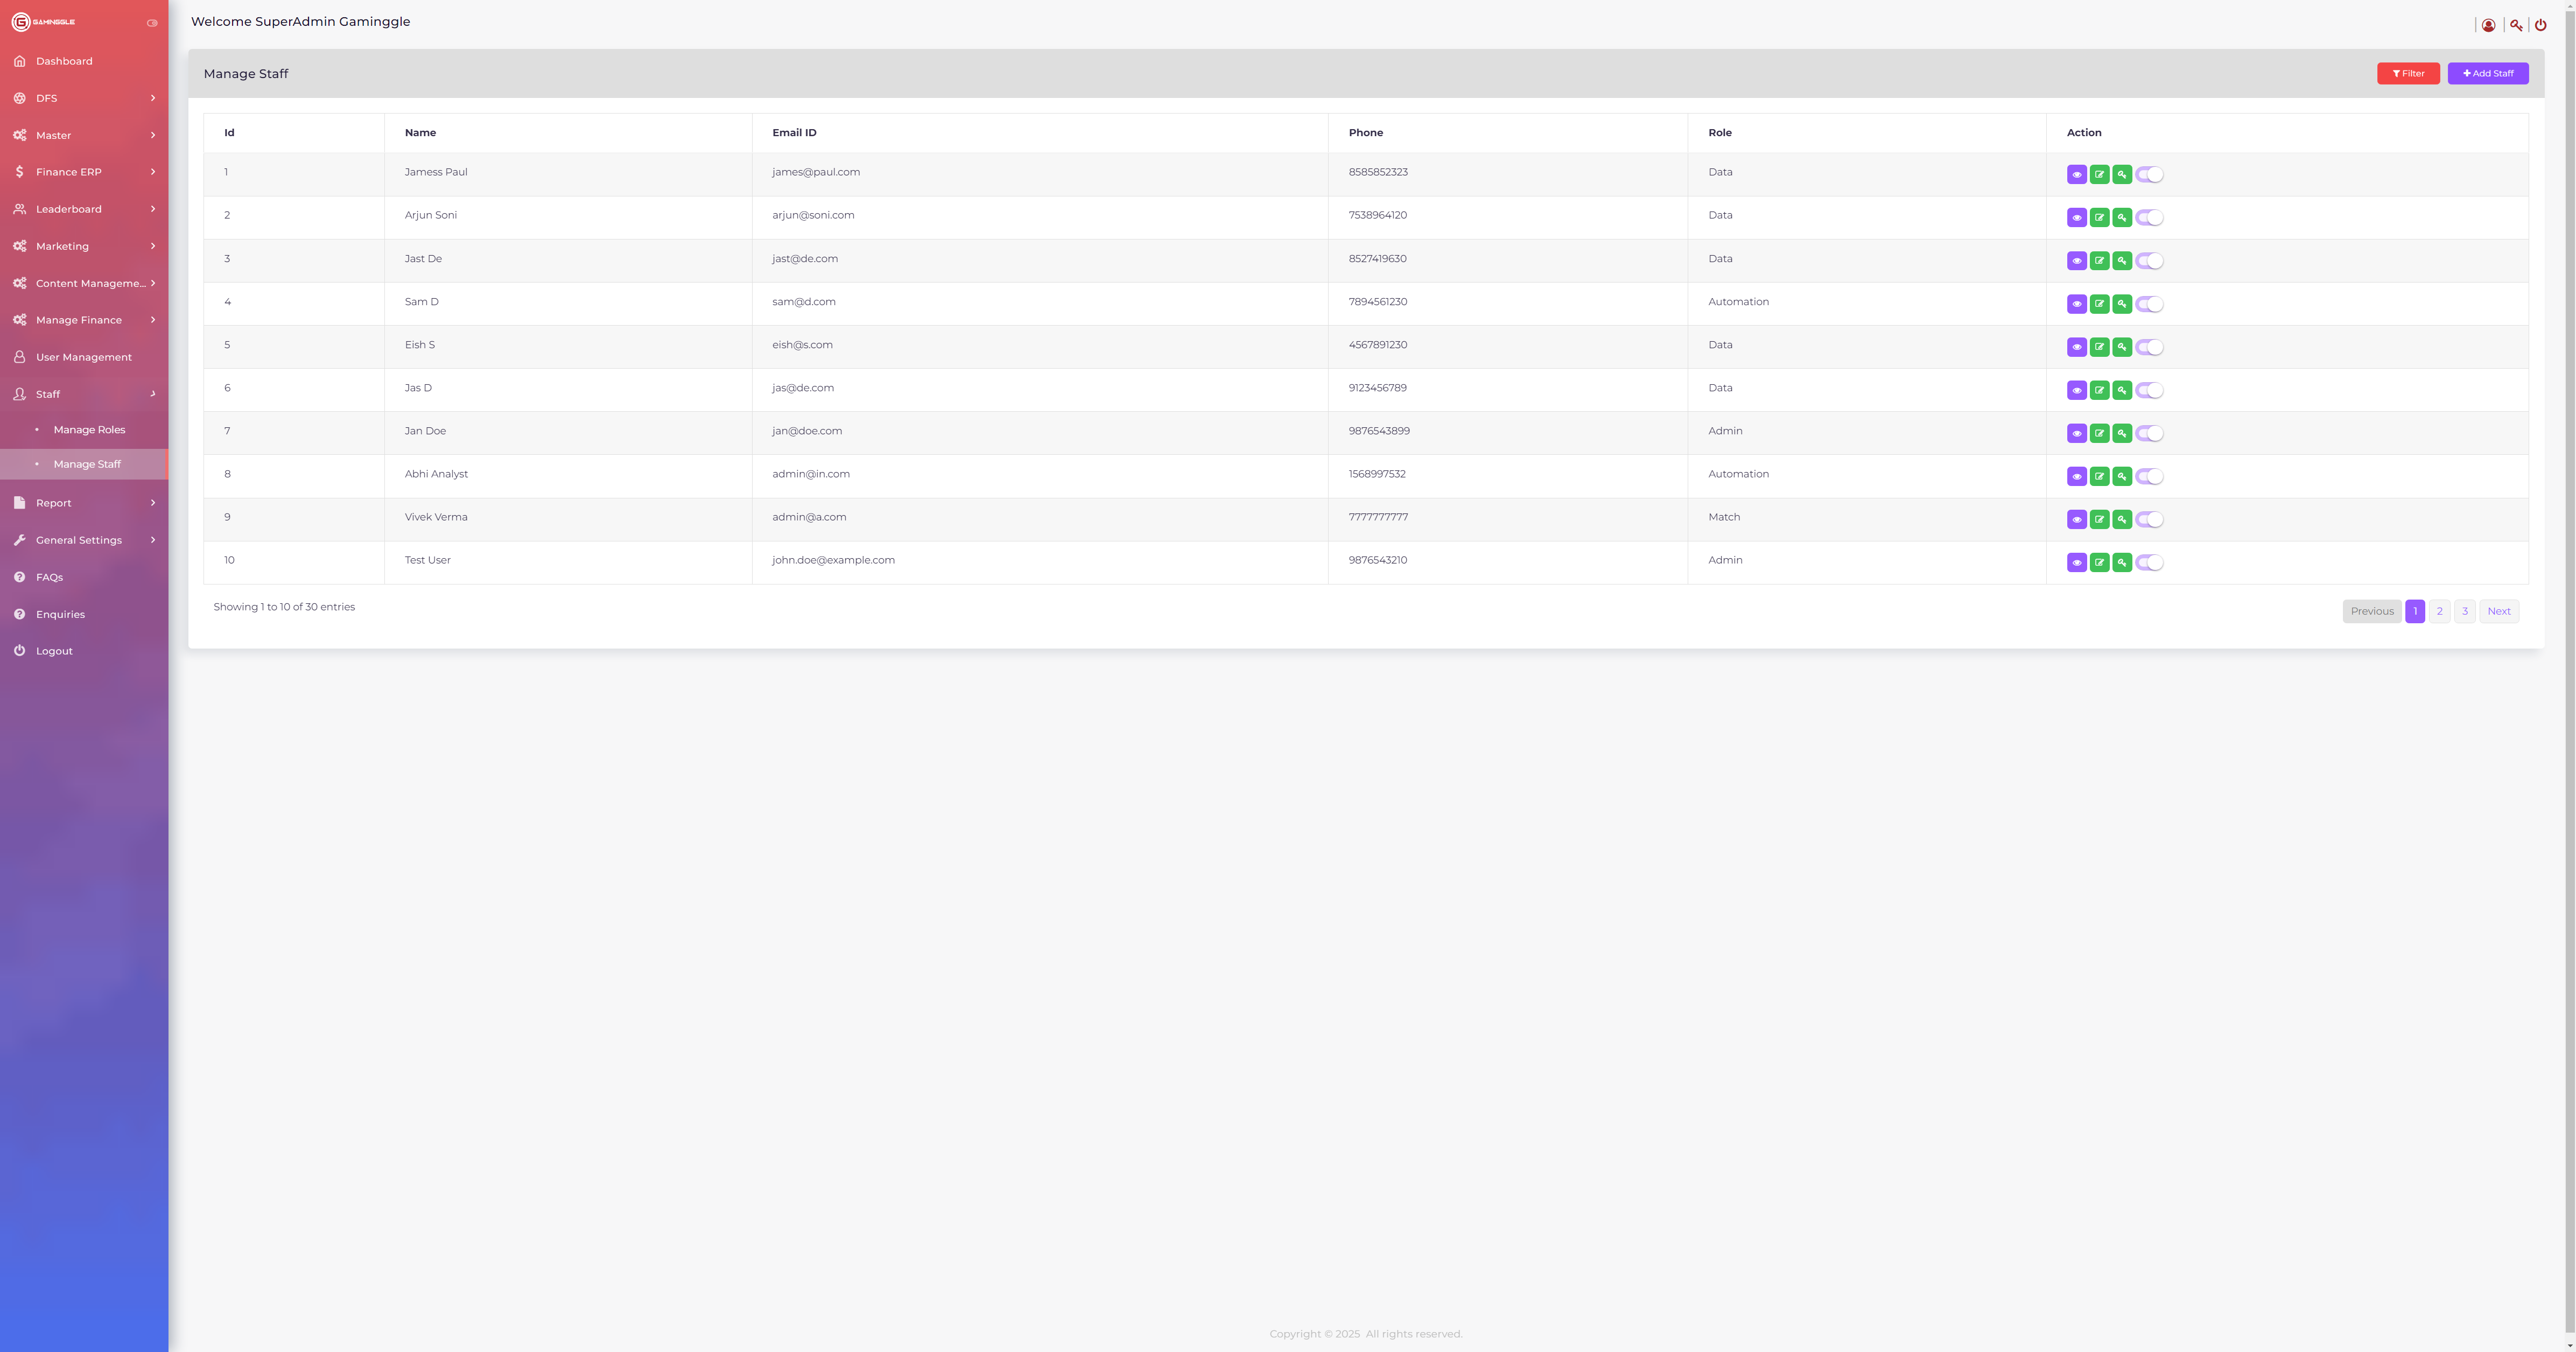 GAMINGGLE
Welcome SuperAdmin Gaminggle
Dashboard
DFS
Master
Finance ERP
Leaderboard
Marketing
Content Manageme...
Manage Finance
User Management
Staff
Manage Roles
Manage Staff
Report
General Settings
FAQs
Enquiries
Logout
Manage Staff
Filter
Add Staff
Id Name Email ID Phone Role Action
1 Jamess Paul james@paul.com 8585852323 Data
2 Arjun Soni arjun@soni.com 7538964120 Data
3 Jast De jast@de.com 8527419630 Data
4 Sam D sam@d.com 7894561230 Automation
5 Eish S eish@s.com 4567891230 Data
6 Jas D jas@de.com 9123456789 Data
7 Jan Doe jan@doe.com 9876543899 Admin
8 Abhi Analyst admin@in.com 1568997532 Automation
9 Vivek Verma admin@a.com 7777777777 Match
10 Test User john.doe@example.com 9876543210 Admin
Showing 1 to 10 of 30 entries
Previous 1 2 3 Next
Copyright © 2025 All rights reserved.